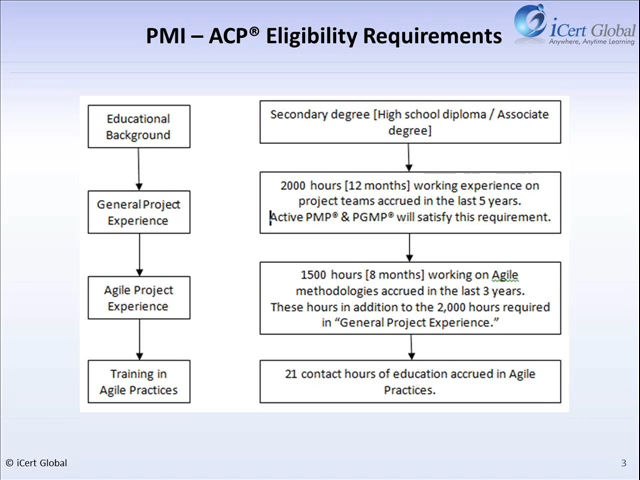 PMI – ACP® Eligibility Requirements
iCert Global
Anywhere, Anytime Learning
Educational
Background
Secondary degree [High school diploma / Associate
degree]
General Project
Experience
2000 hours [12 months] working experience on
project teams accrued in the last 5 years.
Active PMP® & PGMP® will satisfy this requirement.
Agile Project
Experience
1500 hours [8 months] working on Agile
methodologies accrued in the last 3 years.
These hours in addition to the 2,000 hours required
in “General Project Experience.”
Training in
Agile Practices
21 contact hours of education accrued in Agile
Practices.
© iCert Global
3